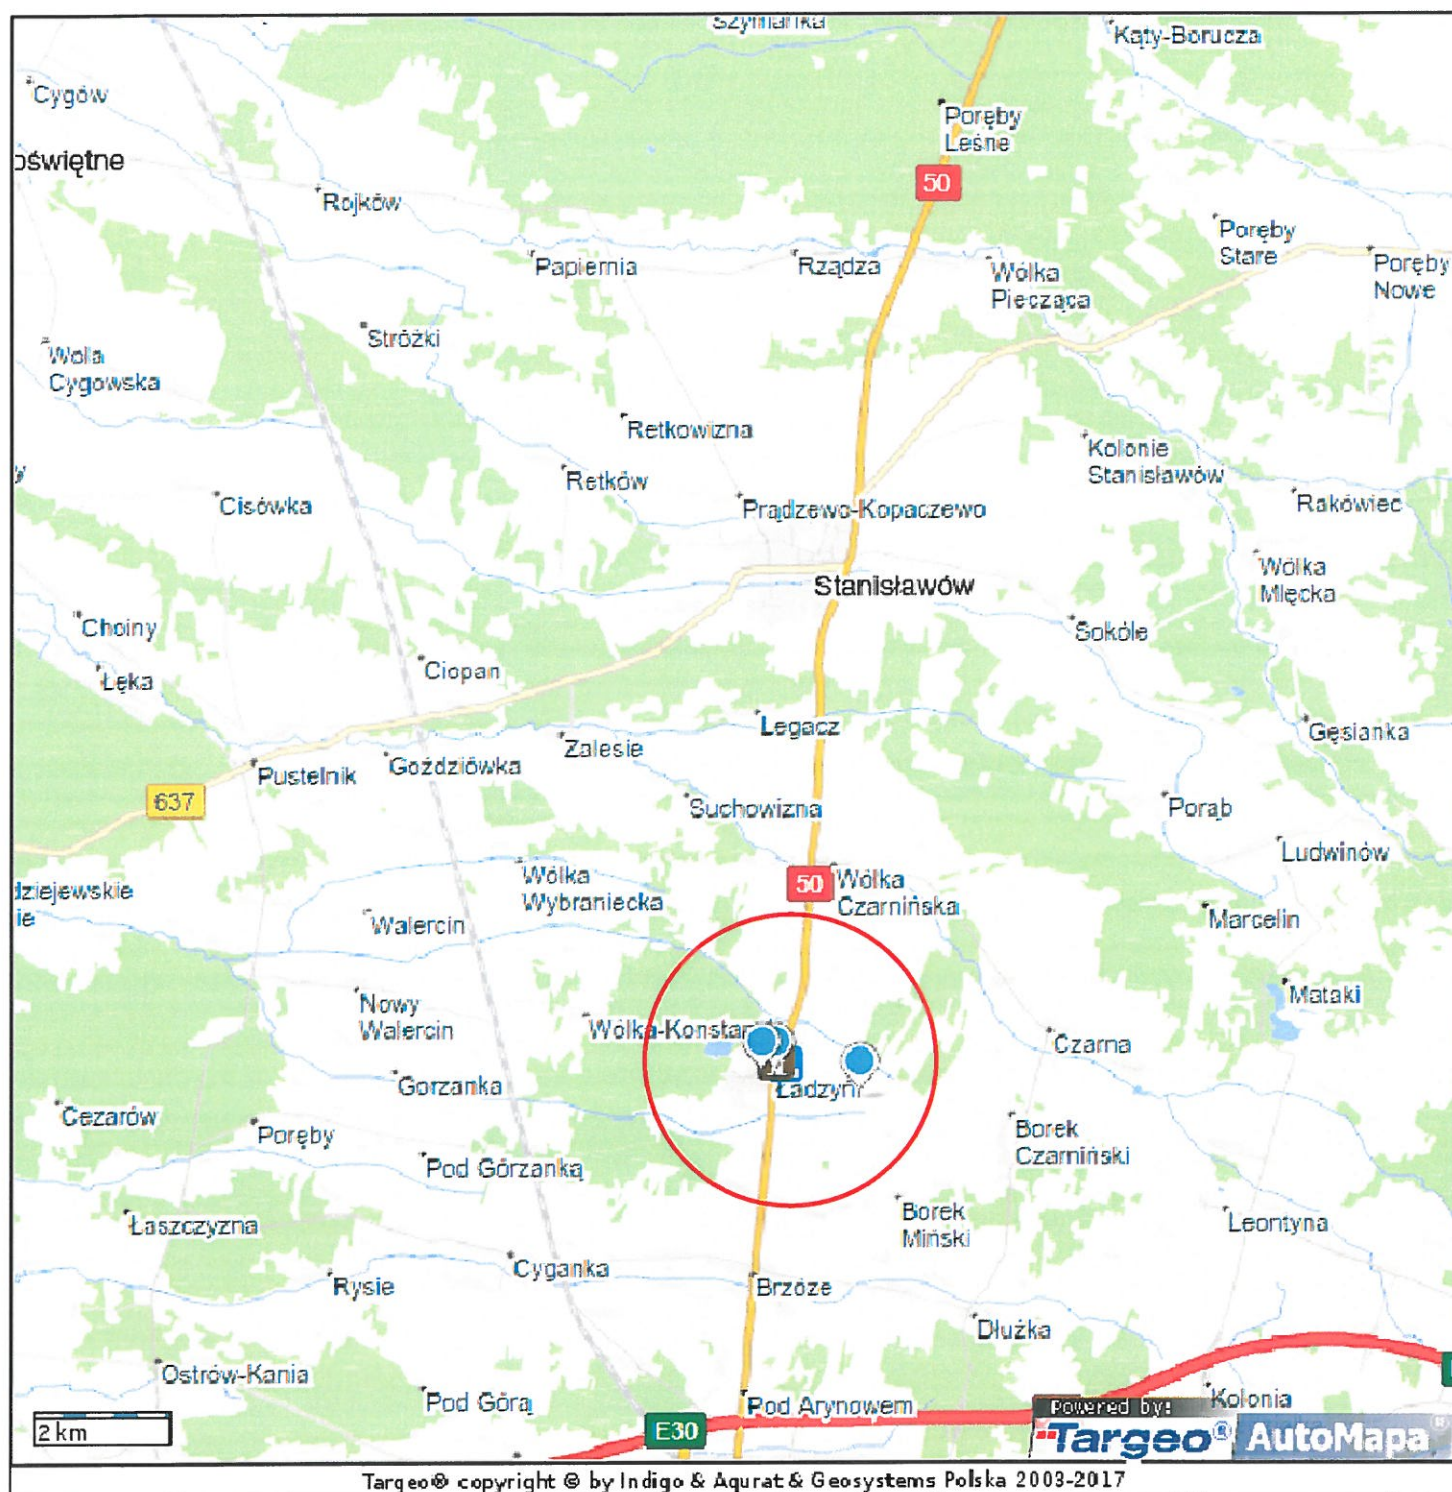 Szymanka
Kąty-Borucza
Cygów
Poręby
Leśne
oświętne
50
Rojków
Poręby
Stare
Papiernia
Rządza
Wólka
Piecząca
Poręby
Nowe
Stróżki
Wola
Cygowska
Retkowizna
Kolonie
Stanisławów
Retków
Cisówka
Prądzewo-Kopaczewo
Rakówiec
Wólka
Mlęcka
Stanisławów
Choiny
Sokóle
Ciopan
Łęka
Legacz
Gęsianka
Zalesie
Goździówka
Pustelnik
637
Suchowizna
Porąb
Ludwinów
50
Wólka
Czarnińska
dziejewskie
ie
Wólka
Wybraniecka
Walercin
Marcelin
Nowy
Walercin
Mataki
Wólka-Konstan
Czarna
Gorzanka
Ładzyń
Cezarów
Poręby
Borek
Czarniński
Pod Górzanką
Łaszczyzna
Borek
Miński
Leontyna
Cyganka
Rysie
Brzóze
Dłużka
Ostrów-Kania
Pod Górą
Pod Arynowem
Kolonia
2 km
E30
Powered by:
Targeo® AutoMapa®
Targeo® copyright © by Indigo & Aqurat & Geosystems Polska 2003-2017